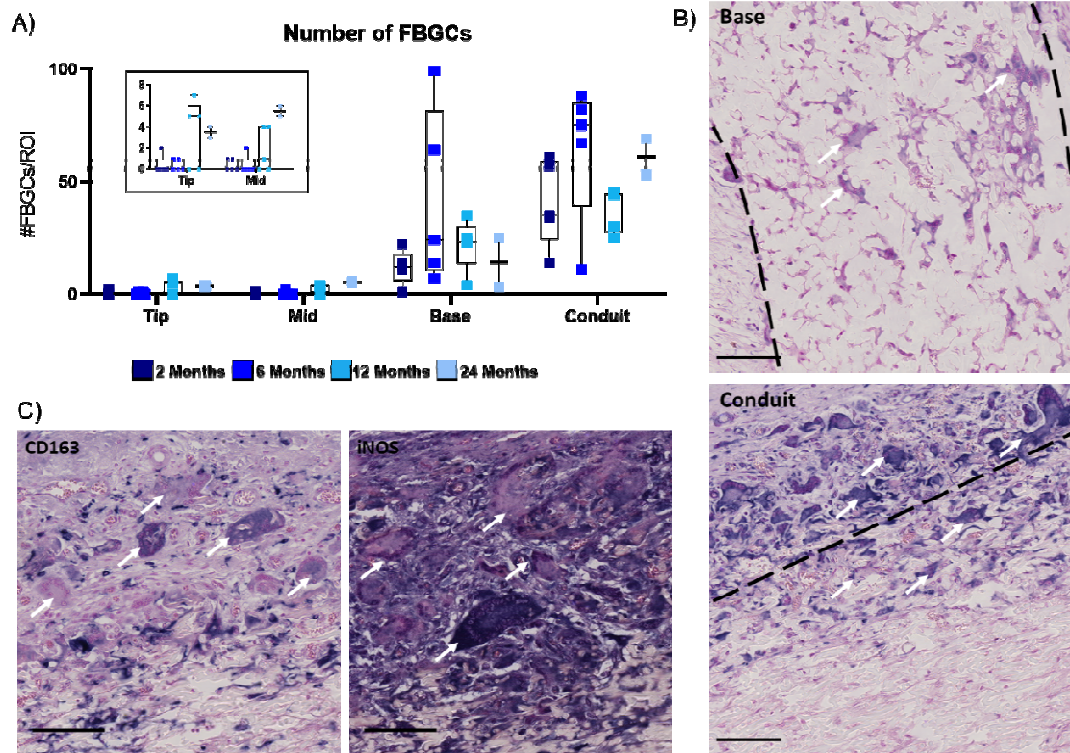 A)
Number of FBGCs
#FBGCs/ROI
100
50
0
8
6
4
2
0
Tip
Mid
Tip
Mid
Base
Conduit
2 Months
6 Months
12 Months
24 Months
B)
Base
Conduit
C)
CD163
iNOS